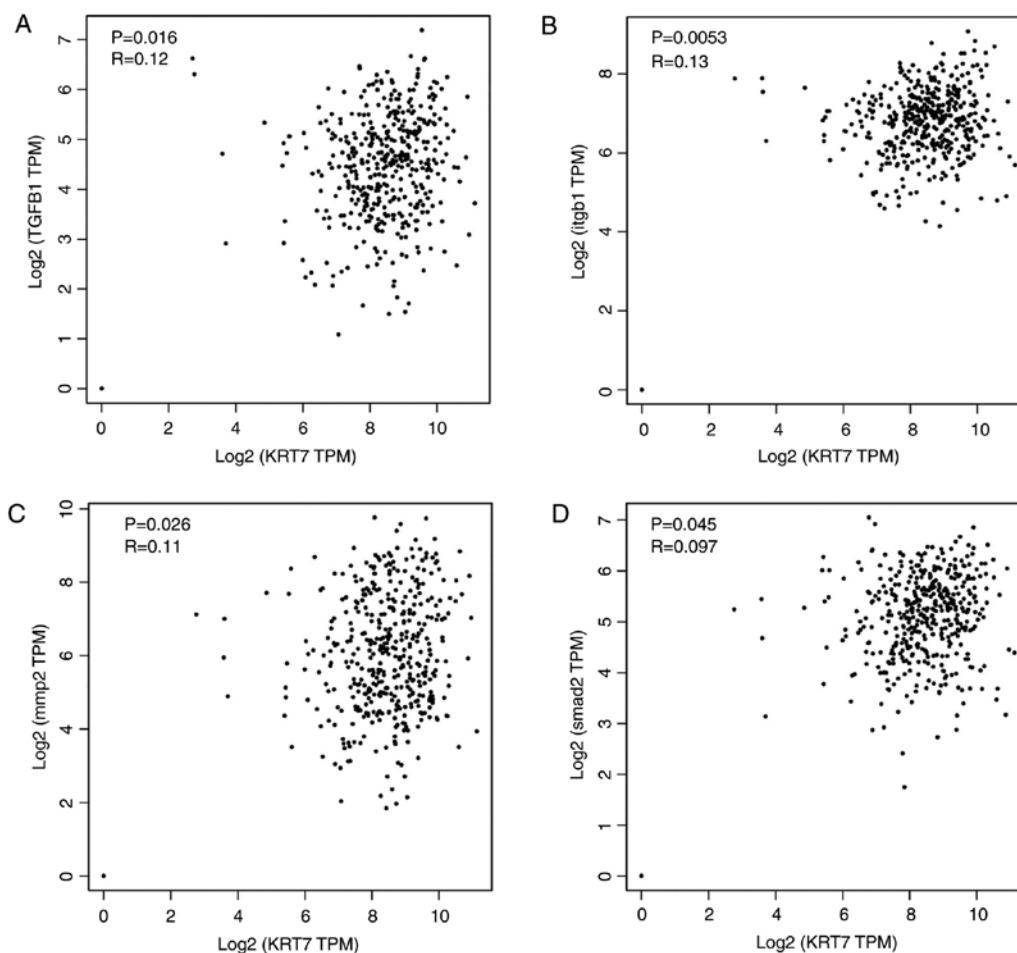 A
P=0.016
R=0.12
7
6
5
4
3
2
1
0
Log2 (TGFB1 TPM)
0 2 4 6 8 10
Log2 (KRT7 TPM)
B
P=0.0053
R=0.13
8
6
4
2
0
Log2 (itgb1 TPM)
0 2 4 6 8 10
Log2 (KRT7 TPM)
C
P=0.026
R=0.11
10
8
6
4
2
0
Log2 (mmp2 TPM)
0 2 4 6 8 10
Log2 (KRT7 TPM)
D
P=0.045
R=0.097
7
6
5
4
3
2
1
0
Log2 (smad2 TPM)
0 2 4 6 8 10
Log2 (KRT7 TPM)